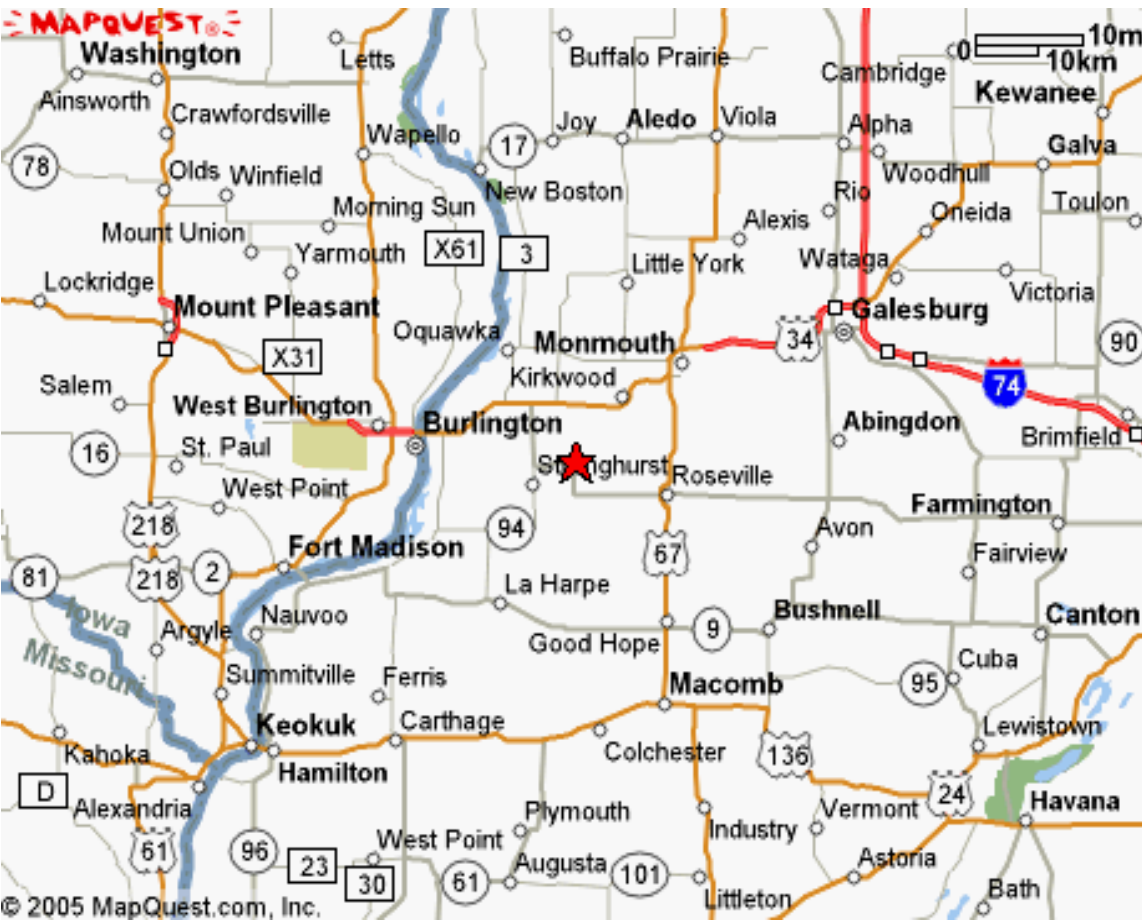 MAPQUEST®
0 10m
10km
Washington
Letts
Buffalo Prairie
Cambridge
Kewanee
Ainsworth
Crawfordsville
Wapello
17
Joy
Aledo
Viola
Alpha
Galva
78
Olds
Winfield
New Boston
Woodhull
Rio
Toulon
Morning Sun
Mount Union
X61
3
Alexis
Oneida
Yarmouth
Little York
Wataga
Lockridge
Mount Pleasant
Victoria
Galesburg
Oquawka
Monmouth
34
90
X31
Kirkwood
74
Salem
West Burlington
Burlington
Abingdon
Brimfield
16
St. Paul
Roseville
West Point
Farmington
218
94
67
Avon
Fort Madison
Fairview
81
218
2
La Harpe
Iowa
Nauvoo
Bushnell
Canton
Argyle
Good Hope
9
Missouri
Summitville
Ferris
Macomb
95
Cuba
Keokuk
Carthage
Lewistown
Kahoka
Hamilton
Colchester
136
D
Alexandria
24
Havana
Plymouth
Vermont
Industry
61
96
West Point
23
30
61
Augusta
101
Astoria
Littleton
Bath
© 2005 MapQuest.com, Inc.